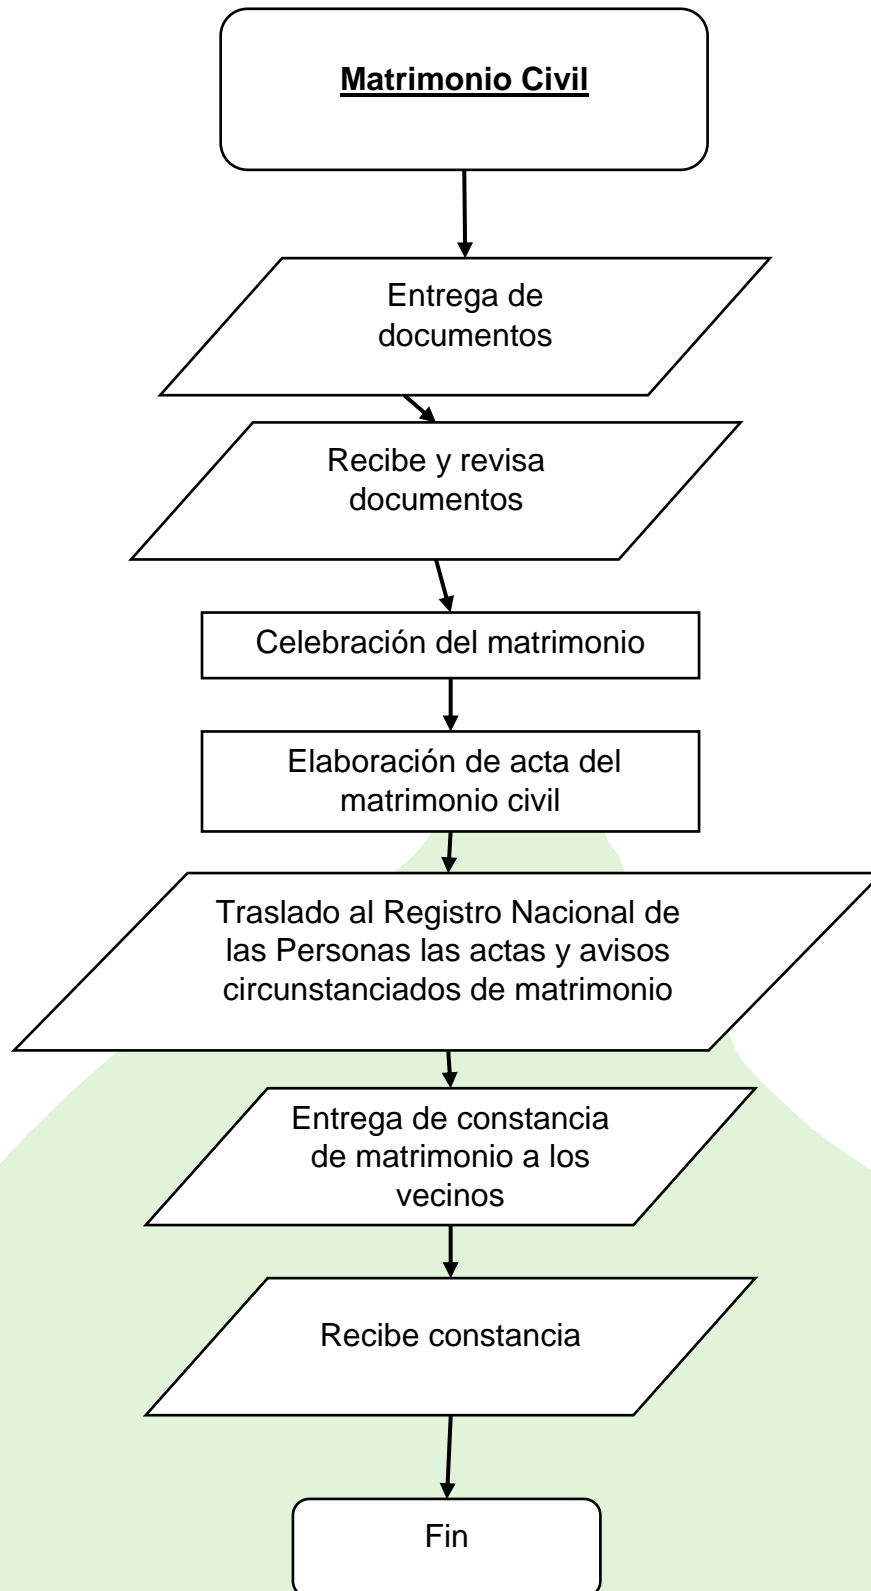 Matrimonio Civil
Entrega de
documentos
Recibe y revisa
documentos
Celebración del matrimonio
Elaboración de acta del
matrimonio civil
Traslado al Registro Nacional de
las Personas las actas y avisos
circunstanciados de matrimonio
Entrega de constancia
de matrimonio a los
vecinos
Recibe constancia
Fin